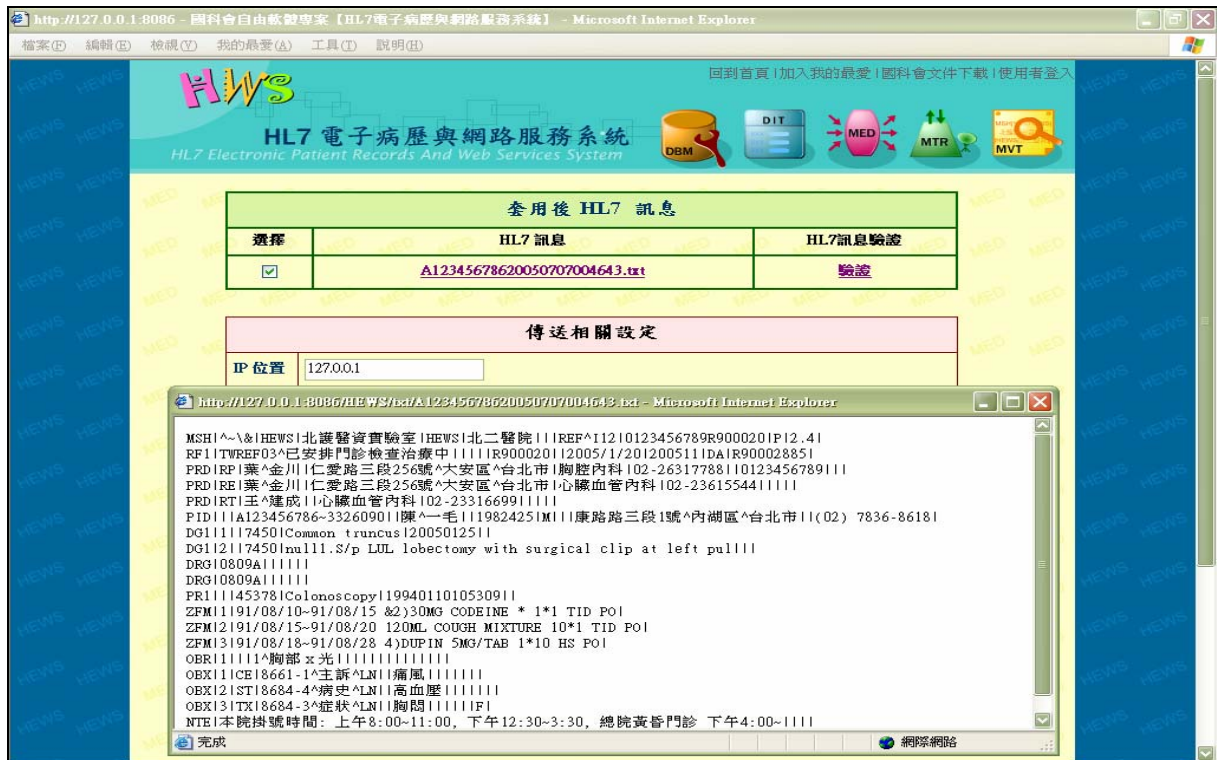 http://127.0.0.1:8086 - 國科會自由軟體專案【HL7電子病歷與網路服務系統】 - Microsoft Internet Explorer
檔案(F) 編輯(E) 檢視(V) 我的最愛(A) 工具(T) 說明(H)
回到首頁|加入我的最愛|國科會文件下載|使用者登入
HWS
HL7 電子病歷與網路服務系統
HL7 Electronic Patient Records And Web Services System
DBM
DIT
MED
MTR
MVT
套用後 HL7 訊息
選擇 HL7 訊息 HL7訊息驗證
A12345678620050707004643.txt 驗證
傳送相關設定
IP 位置 127.0.0.1
http://127.0.0.1:8086/HEWS/txt/A12345678620050707004643.txt - Microsoft Internet Explorer
MSH|^~\&|HEWS|北護醫資實驗室|HEWS|北二醫院|||REF^I12|0123456789R900020|P|2.4|
RF1|TWREF03^已安排門診檢查治療中|||||R900020||2005/1/20|200511|DA|R90002885|
PRD|RP|葉^金川|仁愛路三段256號^大安區^台北市|胸腔內科|02-26317788||0123456789|||
PRD|RE|葉^金川|仁愛路三段256號^大安區^台北市|心臟血管內科|02-23615544||||||
PRD|RT|王^建成||心臟血管內科|02-23316699|||||
PID|||A123456786~3326090||陳^一毛||1982425|M|||康路路三段1號^內湖區^台北市||(02) 7836-8618|
DG1|1||7450|Common truncus|20050125||
DG1|2||7450|null1.S/p LUL lobectomy with surgical clip at left pul|||
DRG|0809A||||||
DRG|0809A||||||
PR1|||45378|Colonoscopy|19940110105309||
ZFM|1|91/08/10~91/08/15 &2)30MG CODEINE * 1*1 TID PO|
ZFM|2|91/08/15~91/08/20 120ML COUGH MIXTURE 10*1 TID PO|
ZFM|3|91/08/18~91/08/28 4)DUPIN 5MG/TAB 1*10 HS PO|
OBR|1|||1^胸部 x 光||||||||||||||
OBX|1|CE|8661-1^主訴^LN||痛風|||||||
OBX|2|ST|8684-4^病史^LN||高血壓|||||||
OBX|3|TX|8684-3^症狀^LN||胸悶||||||F|
NTE|本院掛號時間: 上午8:00~11:00, 下午12:30~3:30, 總院黃昏門診 下午4:00~||||
完成 網際網路